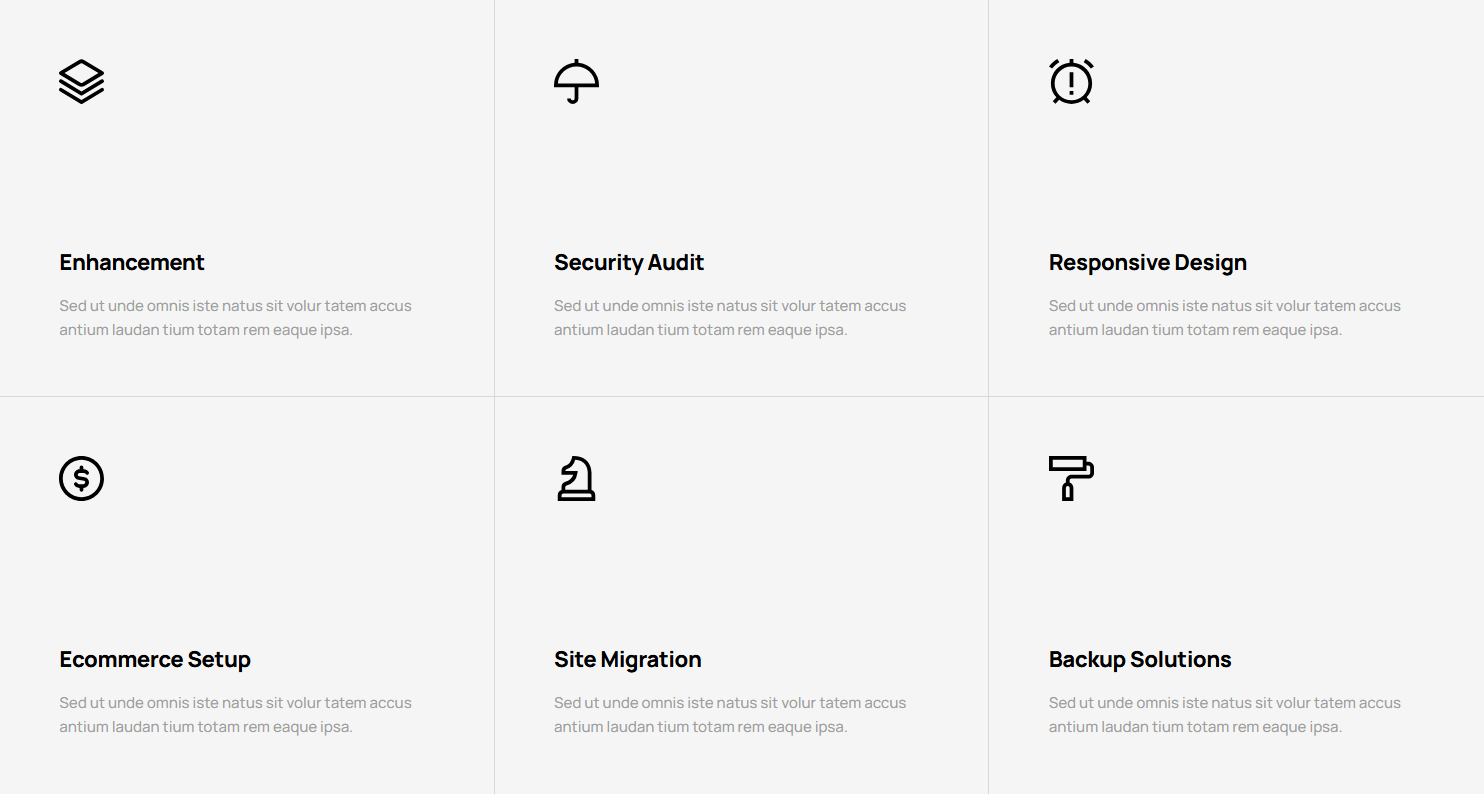 Enhancement
Sed ut unde omnis iste natus sit volur tatem accus
antium laudan tium totam rem eaque ipsa.
Security Audit
Sed ut unde omnis iste natus sit volur tatem accus
antium laudan tium totam rem eaque ipsa.
Responsive Design
Sed ut unde omnis iste natus sit volur tatem accus
antium laudan tium totam rem eaque ipsa.
Ecommerce Setup
Sed ut unde omnis iste natus sit volur tatem accus
antium laudan tium totam rem eaque ipsa.
Site Migration
Sed ut unde omnis iste natus sit volur tatem accus
antium laudan tium totam rem eaque ipsa.
Backup Solutions
Sed ut unde omnis iste natus sit volur tatem accus
antium laudan tium totam rem eaque ipsa.